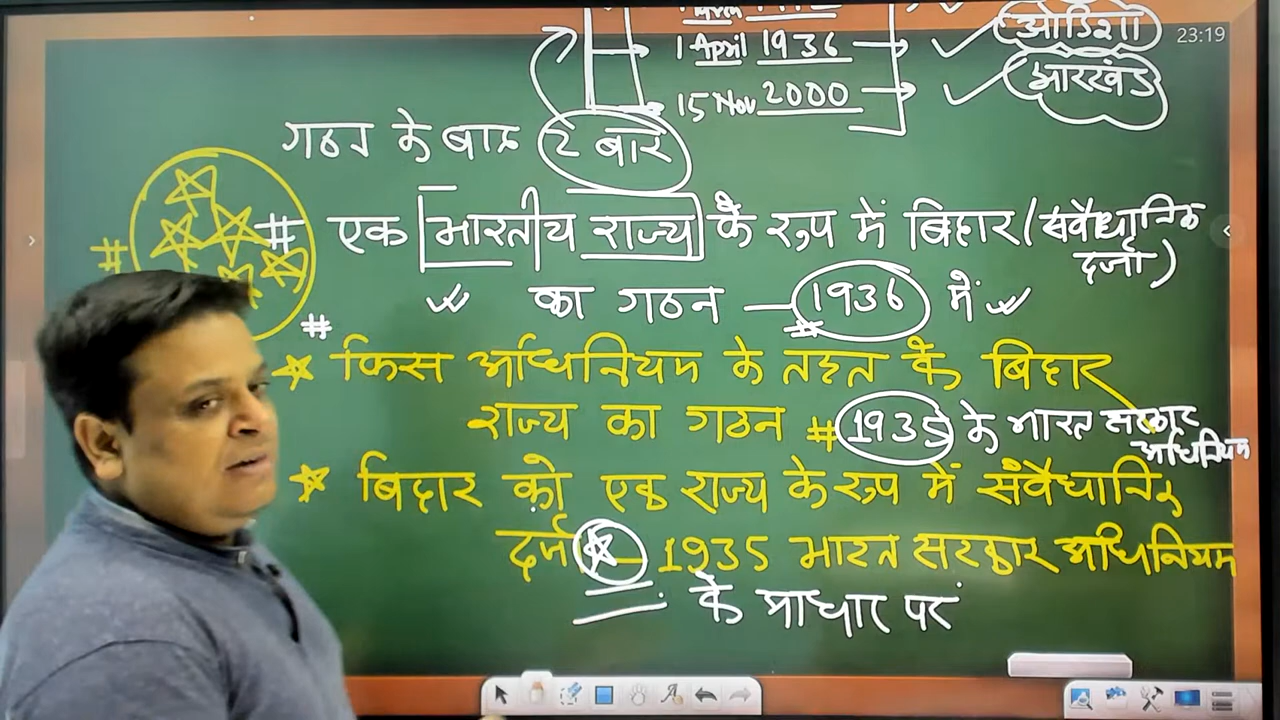 1 April 1936 ओडिशा
23:19
15 Nov 2000 झारखंड
गठन के बाद 2 बार
# एक भारतीय राज्य के रूप में बिहार (संवैधानिक
दर्जा)
का गठन — 1936 में
किस अधिनियम के तहत के बिहार
राज्य का गठन # 1935 के भारत सरकार
अधिनियम
बिहार को एक राज्य के रूप में संवैधानिक
दर्जा — 1935 भारत सरकार अधिनियम
के आधार पर